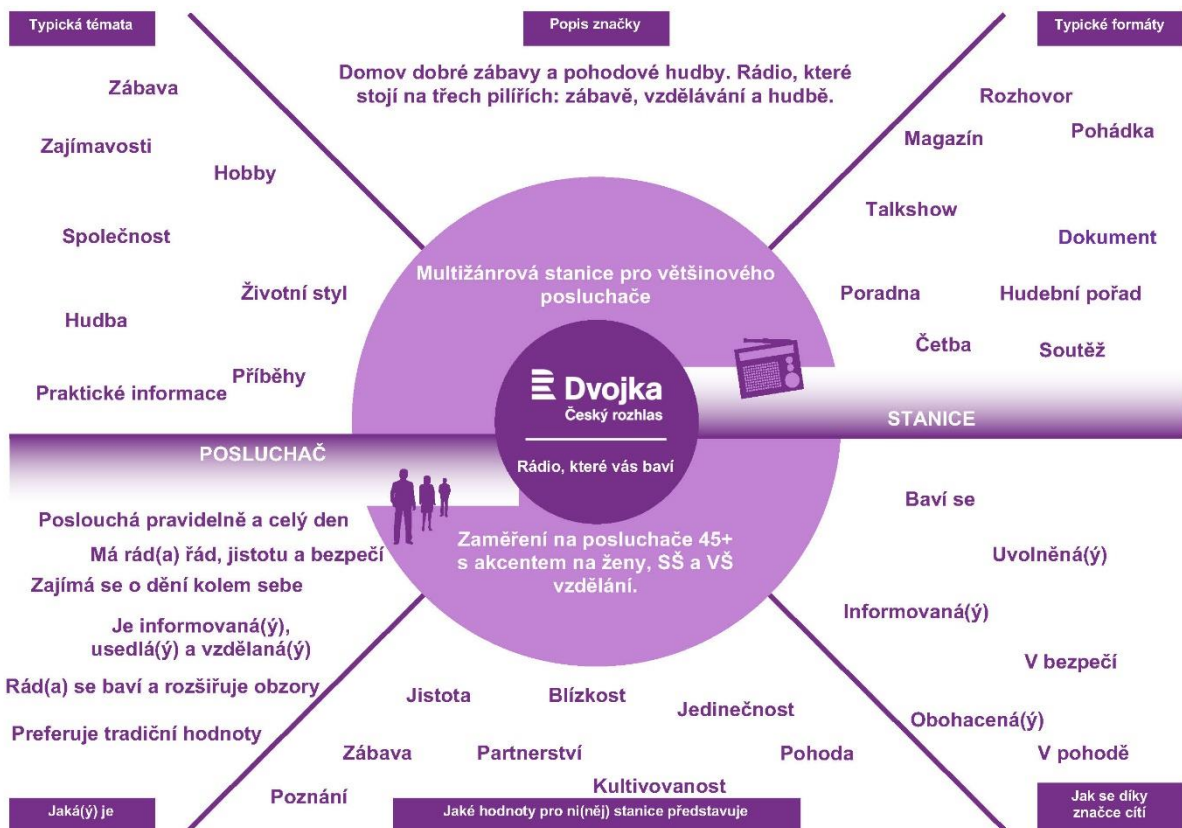 Typická témata
Zábava
Zajímavosti
Hobby
Společnost
Životní styl
Hudba
Příběhy
Praktické informace
Popis značky
Domov dobré zábavy a pohodové hudby. Rádio, které
stojí na třech pilířích: zábavě, vzdělávání a hudbě.
Typické formáty
Rozhovor
Magazín
Pohádka
Talkshow
Dokument
Poradna
Hudební pořad
Četba
Soutěž
Multižánrová stanice pro většinového
posluchače
Dvojka
Český rozhlas
Rádio, které vás baví
STANICE
POSLUCHAČ
Zaměření na posluchače 45+
s akcentem na ženy, SŠ a VŠ
vzdělání.
Poslouchá pravidelně a celý den
Má rád(a) řád, jistotu a bezpečí
Zajímá se o dění kolem sebe
Je informovaná(ý),
usedlá(ý) a vzdělaná(ý)
Rád(a) se baví a rozšiřuje obzory
Preferuje tradiční hodnoty
Jaká(ý) je
Jistota
Blízkost
Jedinečnost
Zábava
Partnerství
Pohoda
Poznání
Kultivovanost
Jaké hodnoty pro ni(něj) stanice představuje
Baví se
Uvolněná(ý)
Informovaná(ý)
V bezpečí
Obohacená(ý)
V pohodě
Jak se díky
značce cítí